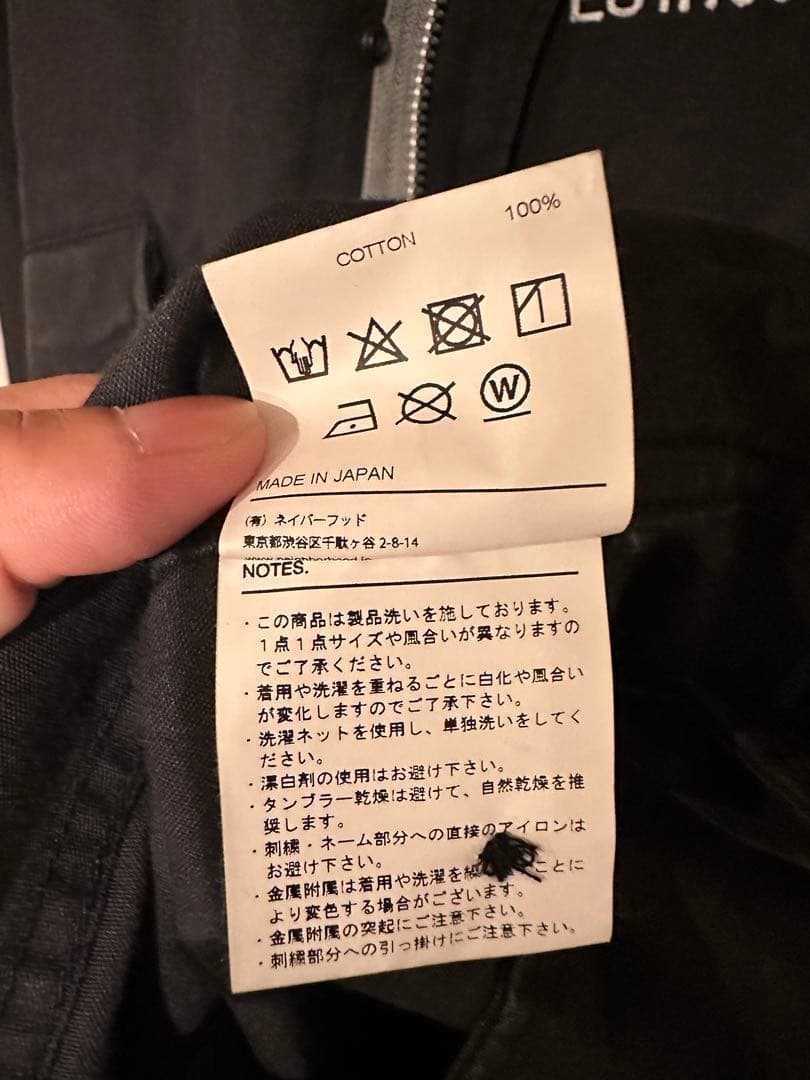 COTTON 100%
W
MADE IN JAPAN
(有) ネイバーフッド
東京都渋谷区千駄ヶ谷 2-8-14
NOTES.
・この商品は製品洗いを施しております。
１点１点サイズや風合いが異なりますの
でご了承ください。
・着用や洗濯を重ねるごとに白化や風合い
が変化しますのでご了承下さい。
・洗濯ネットを使用し、単独洗いをしてく
ださい。
・漂白剤の使用はお避け下さい。
・タンブラー乾燥は避けて、自然乾燥を推
奨します。
・刺繍・ネーム部分への直接のアイロンは
お避け下さい。
・金属附属は着用や洗濯を ことに
より変色する場合がございます。
・金属附属の突起にご注意下さい。
・刺繍部分への引っ掛けにご注意下さい。